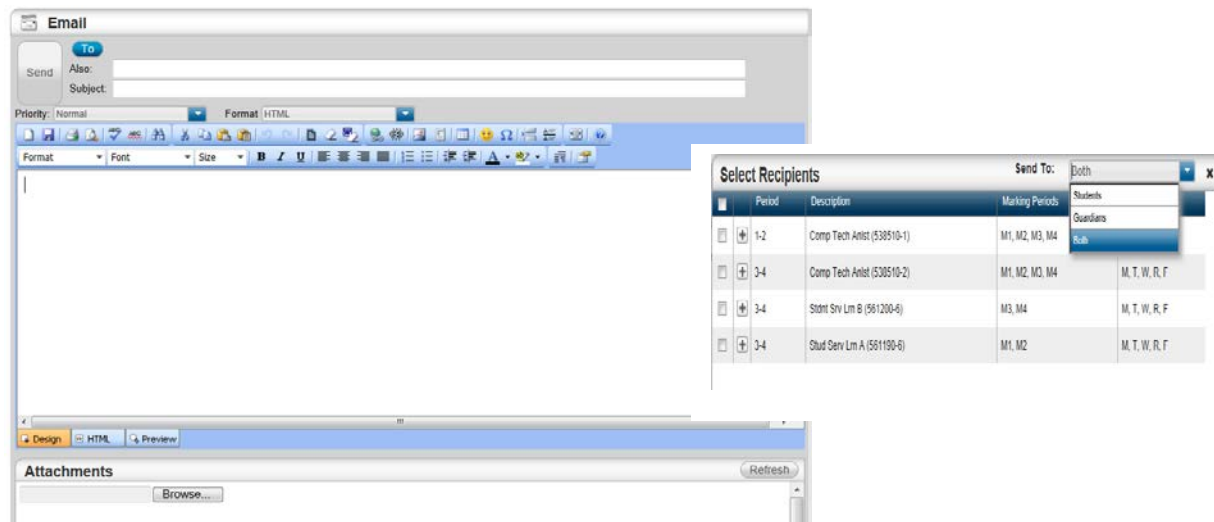 Email
To
Send
Also:
Subject:
Priority: Normal Format HTML
Format Font Size B I U A
Design HTML Preview
Attachments Refresh
Browse...
Select Recipients Send To: Both x
Students
Guardians
Both
Period Description Marking Periods
1-2 Comp Tech Anlst (538510-1) M1, M2, M3, M4
3-4 Comp Tech Anlst (538510-2) M1, M2, M3, M4 M, T, W, R, F
3-4 Stdnt Srv Lrn B (561200-6) M3, M4 M, T, W, R, F
3-4 Stud Serv Lrn A (561190-6) M1, M2 M, T, W, R, F